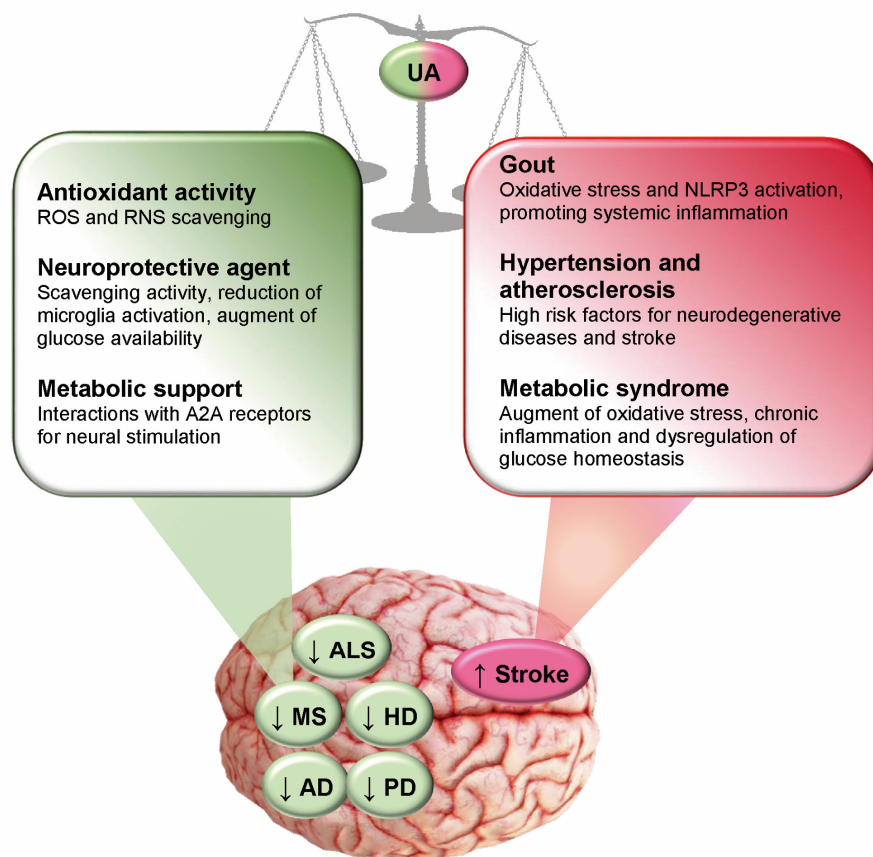 UA
Antioxidant activity
ROS and RNS scavenging
Neuroprotective agent
Scavenging activity, reduction of
microglia activation, augment of
glucose availability
Metabolic support
Interactions with A2A receptors
for neural stimulation
Gout
Oxidative stress and NLRP3 activation,
promoting systemic inflammation
Hypertension and
atherosclerosis
High risk factors for neurodegenerative
diseases and stroke
Metabolic syndrome
Augment of oxidative stress, chronic
inflammation and dysregulation of
glucose homeostasis
↓ ALS
↑ Stroke
↓ MS
↓ HD
↓ AD
↓ PD